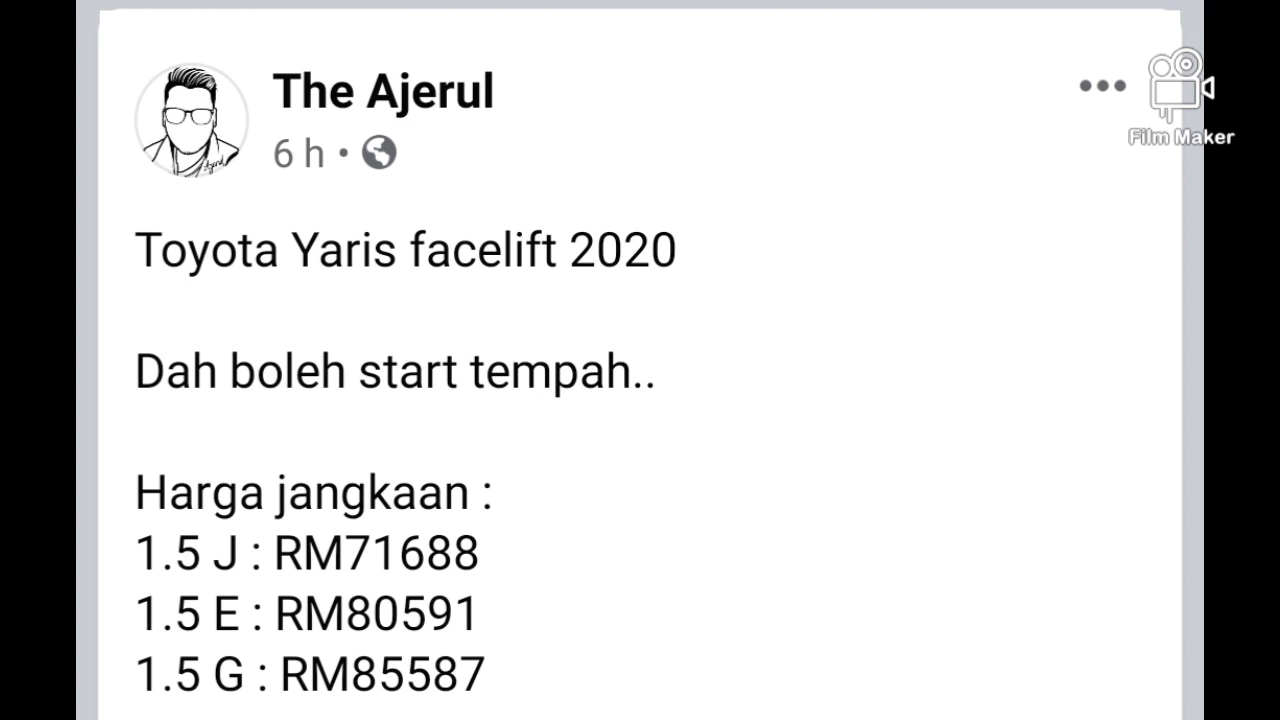 The Ajerul
6 h •
Film Maker
Toyota Yaris facelift 2020
Dah boleh start tempah..
Harga jangkaan :
1.5 J : RM71688
1.5 E : RM80591
1.5 G : RM85587